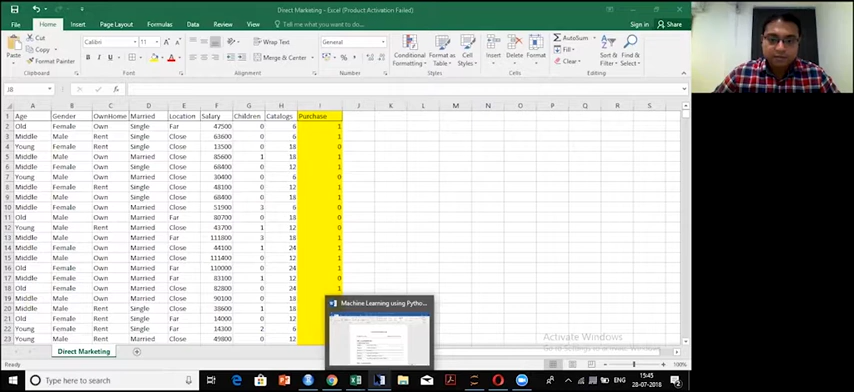 Direct Marketing - Excel (Product Activation Failed)
Sign in Share
File Home Insert Page Layout Formulas Data Review View Tell me what you want to do
Cut
Copy
Format Painter
Paste
Calibri 11
B I U
Wrap Text
Merge & Center
General
Conditional Formatting
Format as Table
Cell Styles
Insert Delete Format
AutoSum
Fill
Clear
Sort & Filter
Find & Select
Clipboard Font Alignment Number Styles Cells Editing
J8 fx
A B C D E F G H I J K L M N O P Q R S
1 Age Gender OwnHome Married Location Salary Children Catalogs Purchase
2 Old Female Own Single Far 47500 0 6 1
3 Middle Male Rent Single Close 63600 0 6 1
4 Young Female Rent Single Close 13500 0 18 0
5 Middle Male Own Married Close 85600 1 18 1
6 Middle Female Own Single Close 68400 0 12 1
7 Young Male Own Married Close 30400 0 6 0
8 Middle Female Rent Single Close 48100 0 12 1
9 Middle Male Own Single Close 68400 0 18 1
10 Middle Female Own Married Close 51900 3 6 0
11 Old Male Own Married Far 80700 0 18 0
12 Young Male Rent Married Close 43700 1 12 0
13 Middle Male Own Married Far 111800 3 18 1
14 Middle Female Own Single Close 44100 1 24 1
15 Middle Male Own Married Close 111400 0 12 1
16 Old Male Own Married Far 110000 0 24 1
17 Middle Female Rent Married Far 83100 1 12 0
18 Old Female Own Single Far 82800 0 24 1
19 Middle Male Own Married Close 90100 0 18
20 Middle Female Rent Single Close 38600 1 18
21 Old Female Rent Single Close 14000 0 12
22 Young Female Rent Single Far 14300 2 6
23 Young Male Own Single Close 49800 0 12
Machine Learning using Pytho...
Activate Windows
Go to Settings to activate Windows.
Direct Marketing
Ready
Type here to search
ENG
15:45
28-07-2018